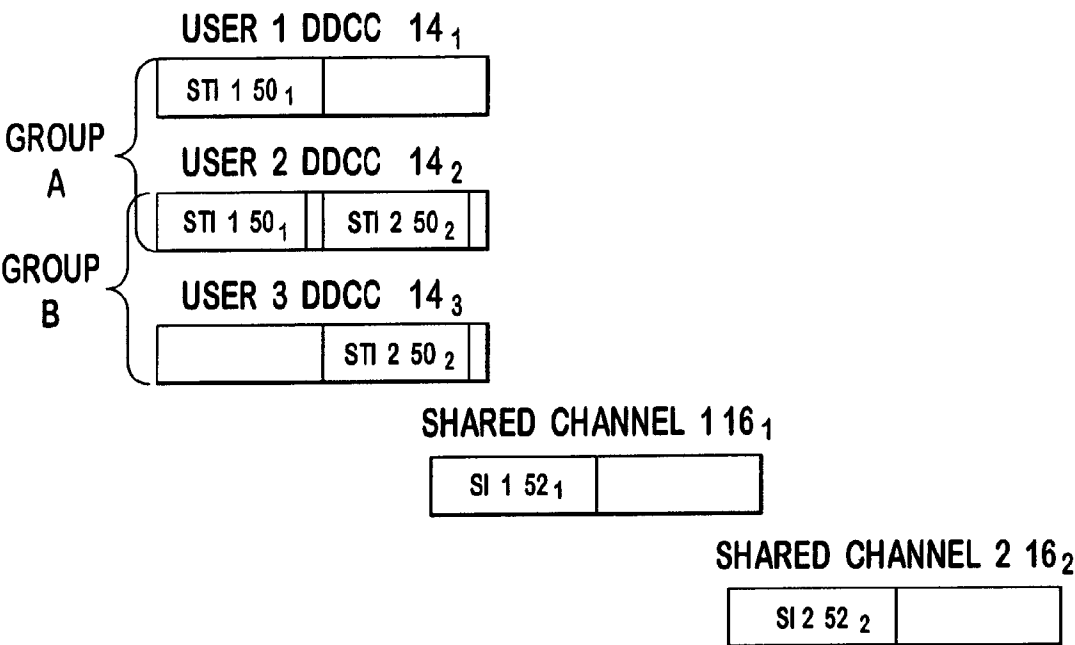 USER 1 DDCC 14 1
STI 1 50 1
GROUP
A
USER 2 DDCC 14 2
STI 1 50 1 STI 2 50 2
GROUP
B
USER 3 DDCC 14 3
STI 2 50 2
SHARED CHANNEL 1 16 1
SI 1 52 1
SHARED CHANNEL 2 16 2
SI 2 52 2